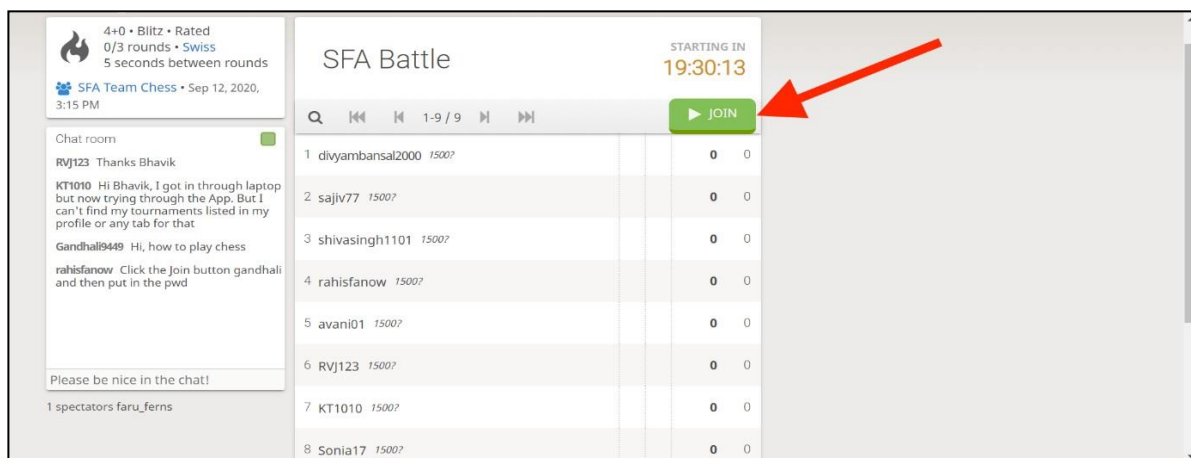 4+0 • Blitz • Rated
0/3 rounds • Swiss
5 seconds between rounds
SFA Team Chess • Sep 12, 2020,
3:15 PM
Chat room
RVJ123 Thanks Bhavik
KT1010 Hi Bhavik, I got in through laptop
but now trying through the App. But I
can't find my tournaments listed in my
profile or any tab for that
Gandhali9449 Hi, how to play chess
rahisfanow Click the Join button gandhali
and then put in the pwd
Please be nice in the chat!
1 spectators faru_ferns
SFA Battle
STARTING IN
19:30:13
1-9 / 9
JOIN
1 divyambansal2000 1500? 0 0
2 sajiv77 1500? 0 0
3 shivasingh1101 1500? 0 0
4 rahisfanow 1500? 0 0
5 avani01 1500? 0 0
6 RVJ123 1500? 0 0
7 KT1010 1500? 0 0
8 Sonia17 1500? 0 0